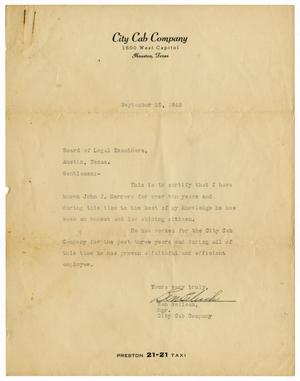 City Cab Company
1600 West Capitol
Houston, Texas
September 25, 1942
Board of Legal Examiners,
Austin, Texas.
Gentlemen:-
This is to certify that I have
known John J. Herrera for over ten years and
during this time to the best of my knowledge he has
been an honest and law abiding citizen.
He has worked for the City Cab
Company for the past three years and during all of
this time he has proven a faithful and efficient
employee.
Yours very truly,
Ben
Mgr.
City Cab Company
PRESTON 21-21 TAXI